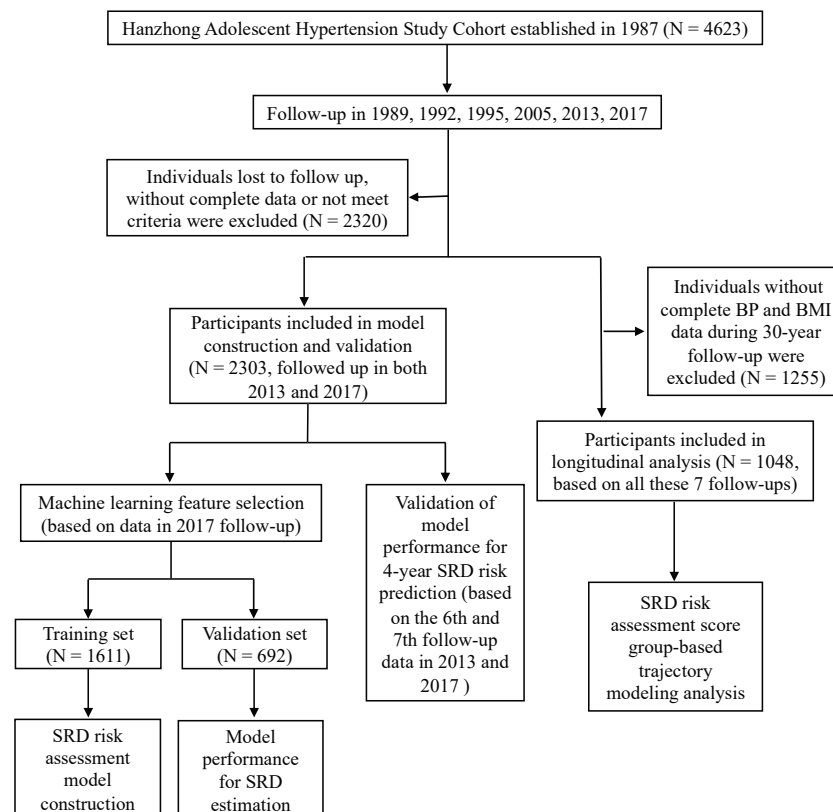 Hanzhong Adolescent Hypertension Study Cohort established in 1987 (N = 4623)
Follow-up in 1989, 1992, 1995, 2005, 2013, 2017
Individuals lost to follow up,
without complete data or not meet
criteria were excluded (N = 2320)
Individuals without
complete BP and BMI
data during 30-year
follow-up were
excluded (N = 1255)
Participants included in model
construction and validation
(N = 2303, followed up in both
2013 and 2017)
Participants included in
longitudinal analysis (N = 1048,
based on all these 7 follow-ups)
Machine learning feature selection
(based on data in 2017 follow-up)
Validation of
model
performance for
4-year SRD risk
prediction (based
on the 6th and
7th follow-up
data in 2013 and
2017 )
SRD risk
assessment score
group-based
trajectory
modeling analysis
Training set
(N = 1611)
Validation set
(N = 692)
SRD risk
assessment
model
construction
Model
performance
for SRD
estimation